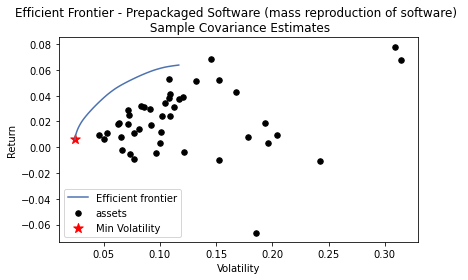 Efficient Frontier - Prepackaged Software (mass reproduction of software)
Sample Covariance Estimates
0.08
0.06
0.04
0.02
0.00
−0.02
−0.04
−0.06
Return
Efficient frontier
assets
Min Volatility
0.05 0.10 0.15 0.20 0.25 0.30
Volatility